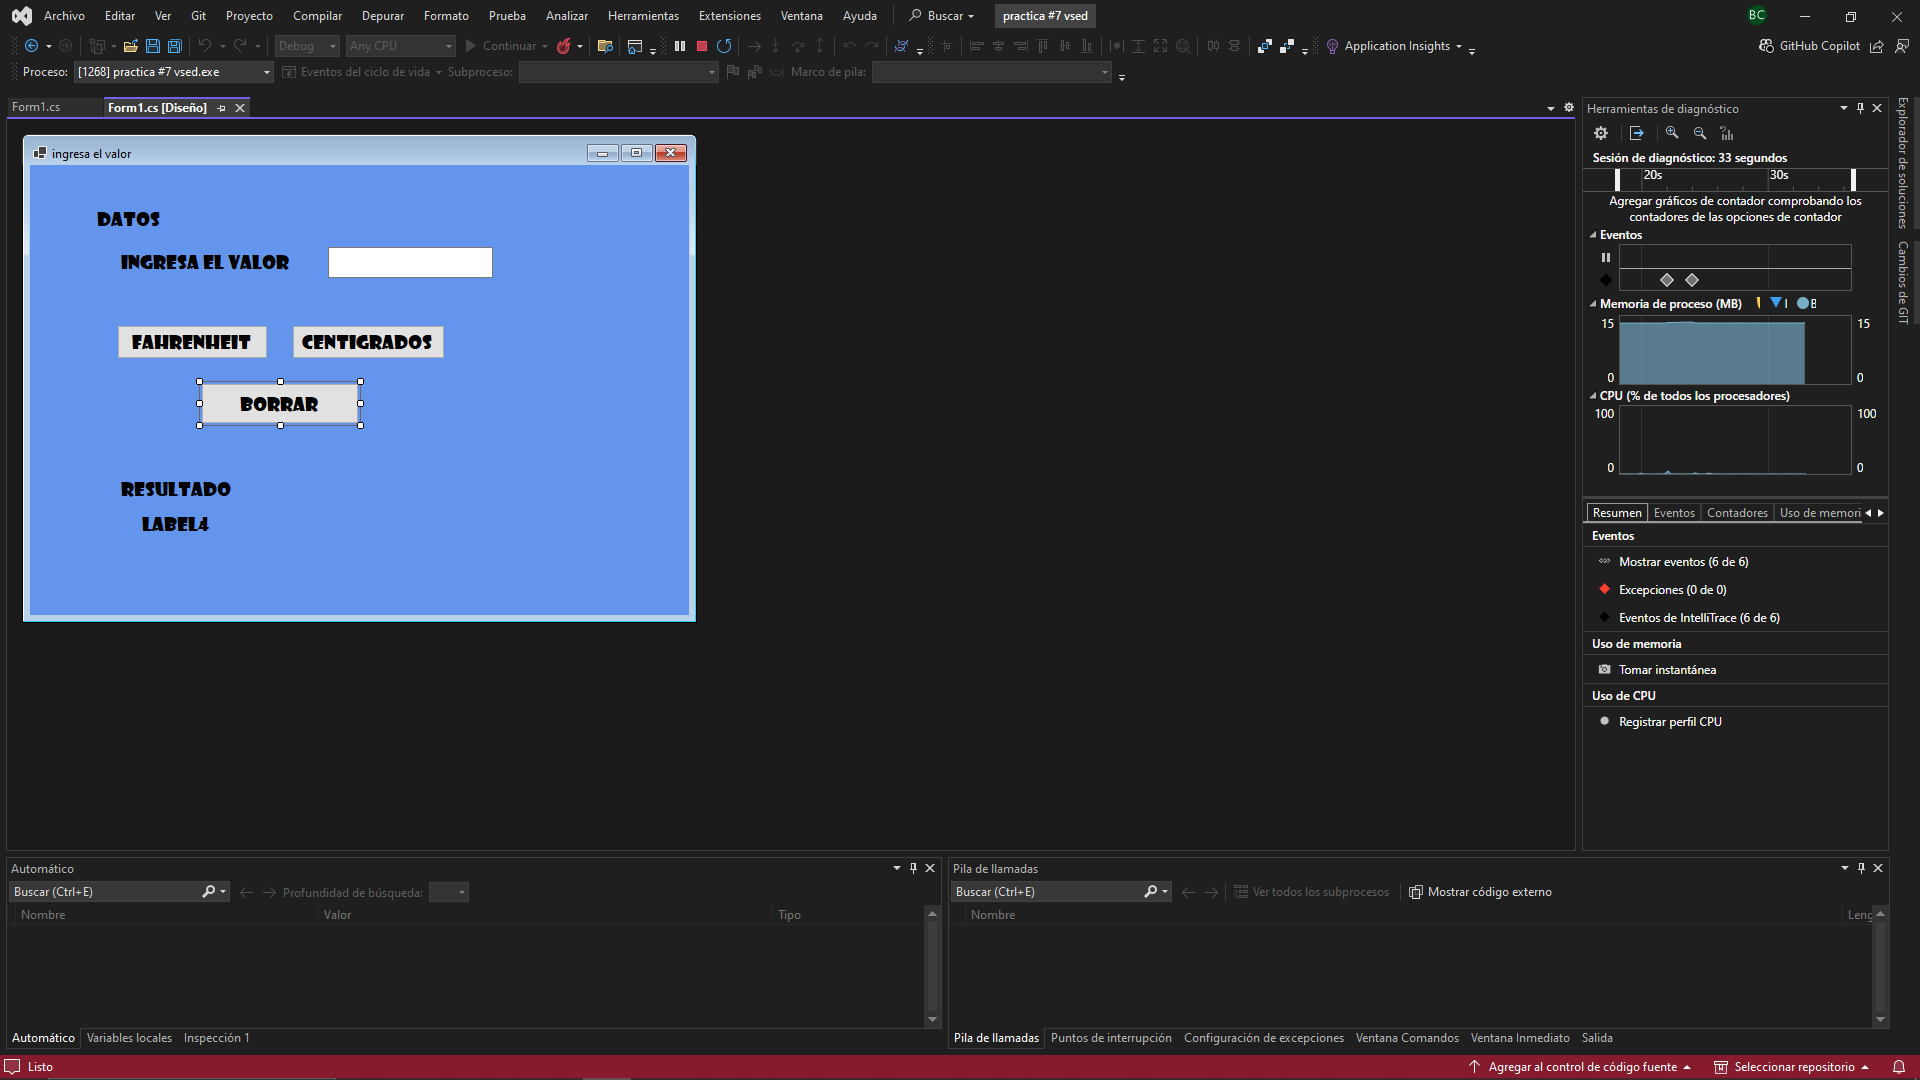 Archivo Editar Ver Git Proyecto Compilar Depurar Formato Prueba Analizar Herramientas Extensiones Ventana Ayuda Buscar practica #7 vsed BC
Debug Any CPU Continuar Application Insights GitHub Copilot
Proceso: [1268] practica #7 vsed.exe Eventos del ciclo de vida Subproceso: Marco de pila:
Form1.cs Form1.cs [Diseño]
ingresa el valor
DATOS
INGRESA EL VALOR
FAHRENHEIT CENTIGRADOS
BORRAR
RESULTADO
LABEL4
Herramientas de diagnóstico
Sesión de diagnóstico: 33 segundos
20s 30s
Agregar gráficos de contador comprobando los
contadores de las opciones de contador
Eventos
Memoria de proceso (MB) I B
15 15
0 0
CPU (% de todos los procesadores)
100 100
0 0
Resumen Eventos Contadores Uso de memori
Eventos
Mostrar eventos (6 de 6)
Excepciones (0 de 0)
Eventos de IntelliTrace (6 de 6)
Uso de memoria
Tomar instantánea
Uso de CPU
Registrar perfil CPU
Explorador de soluciones
Cambios de GIT
Automático
Buscar (Ctrl+E) Profundidad de búsqueda:
Nombre Valor Tipo
Automático Variables locales Inspección 1
Pila de llamadas
Buscar (Ctrl+E) Ver todos los subprocesos Mostrar código externo
Nombre Leng
Pila de llamadas Puntos de interrupción Configuración de excepciones Ventana Comandos Ventana Inmediato Salida
Listo Agregar al control de código fuente Seleccionar repositorio